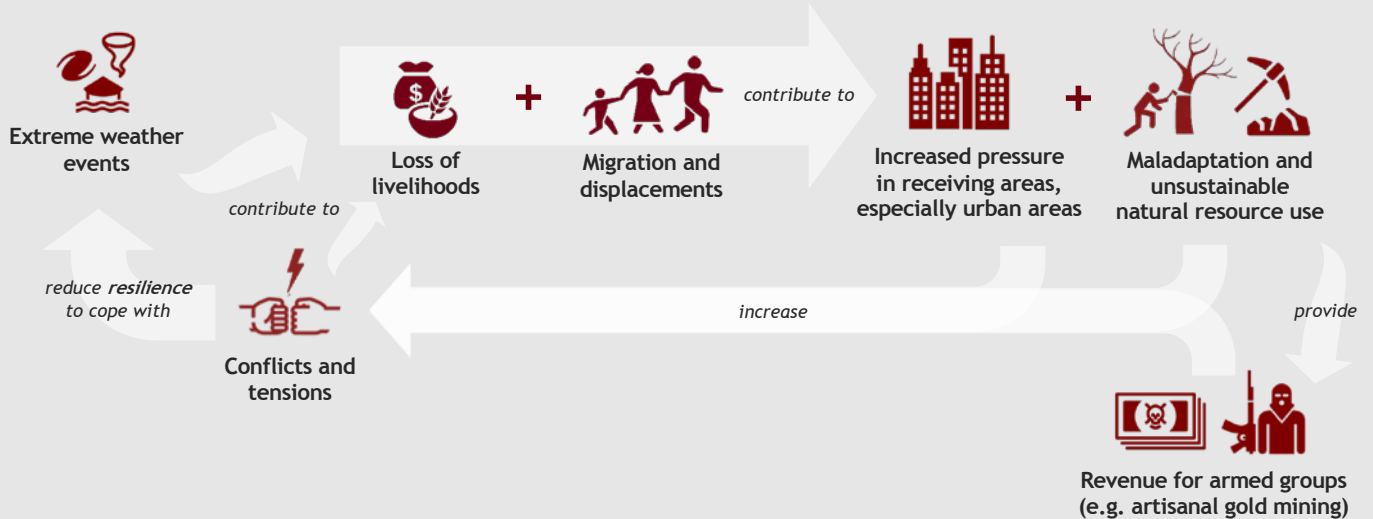 Extreme weather
events
contribute to
Loss of
livelihoods
+
Migration and
displacements
contribute to
Increased pressure
in receiving areas,
especially urban areas
+
Maladaptation and
unsustainable
natural resource use
reduce resilience
to cope with
Conflicts and
tensions
increase
provide
$
Revenue for armed groups
(e.g. artisanal gold mining)